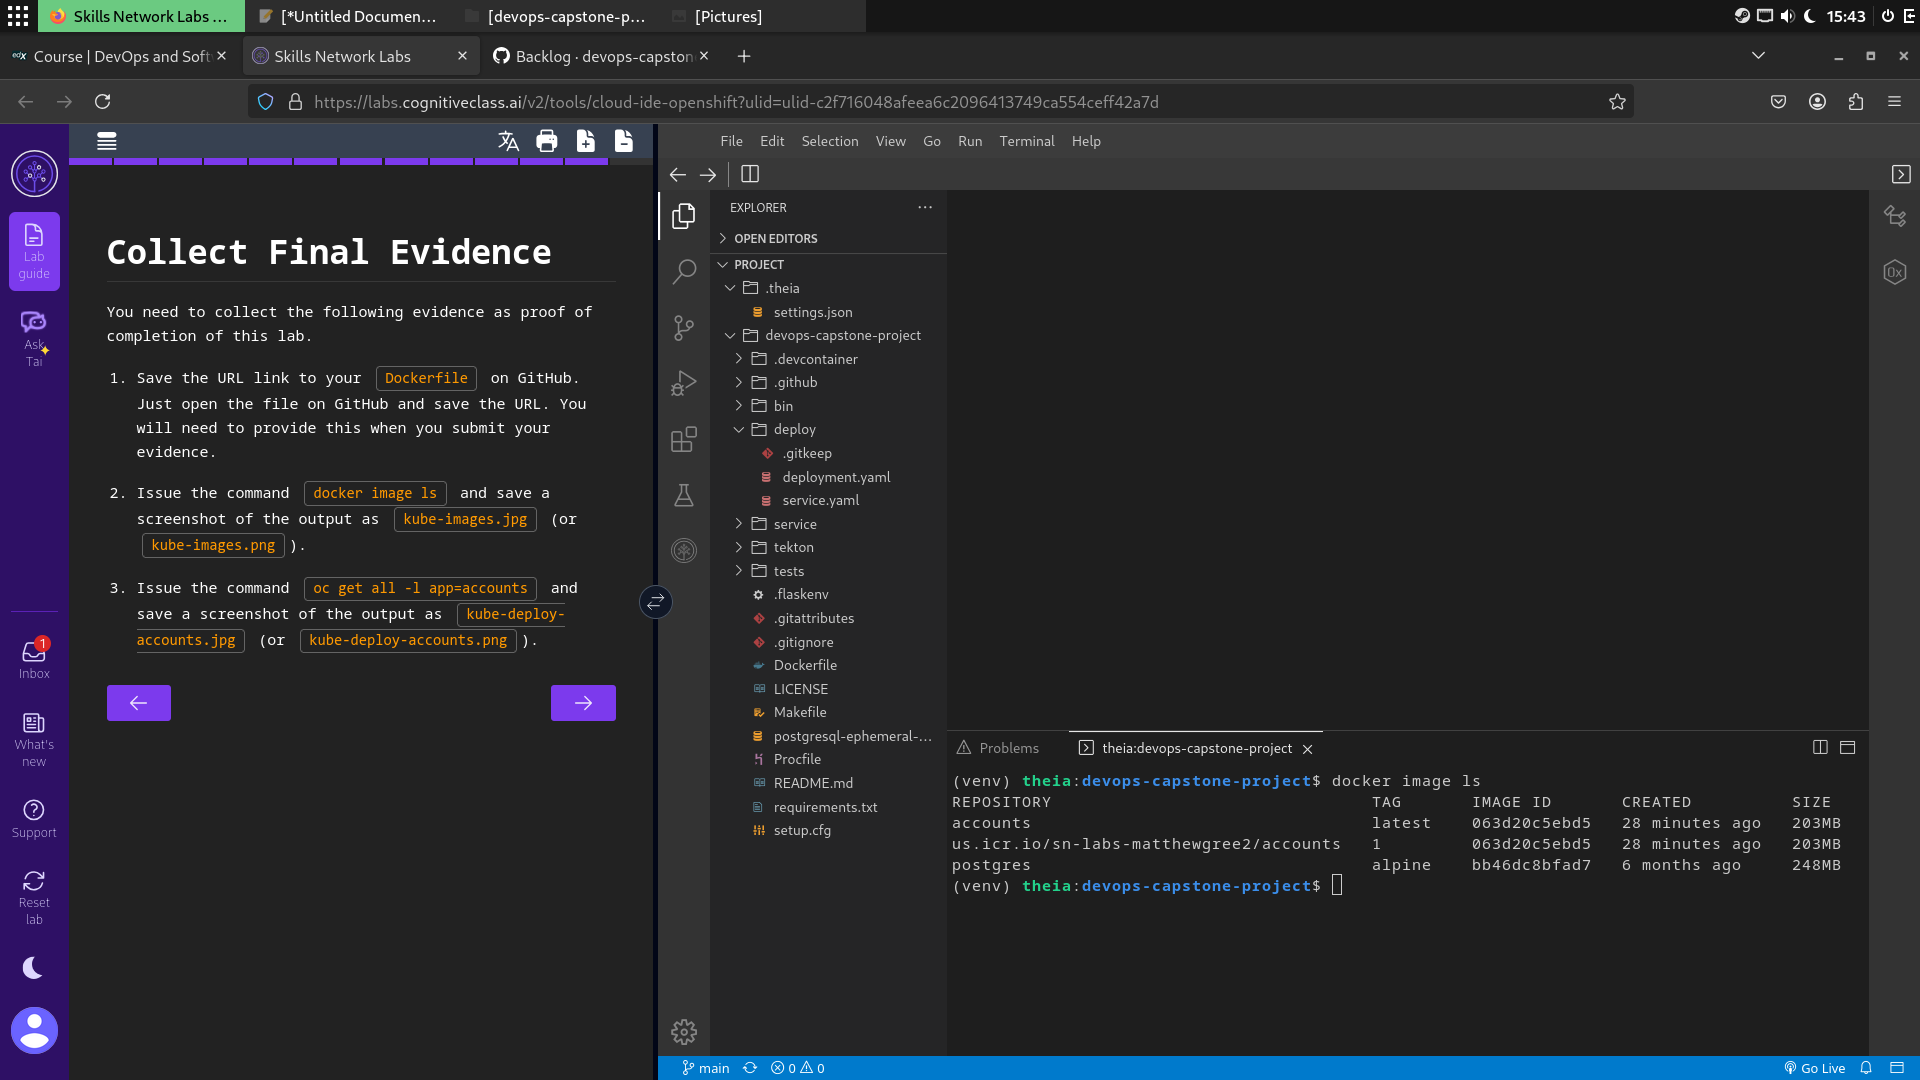 Skills Network Labs ...
[*Untitled Documen...
[devops-capstone-p...
[Pictures]
15:43
edX Course | DevOps and Soft
Skills Network Labs
Backlog · devops-capston
https://labs.cognitiveclass.ai/v2/tools/cloud-ide-openshift?ulid=ulid-c2f716048afeea6c2096413749ca554ceff42a7d
Lab
guide
Ask
Tai
1
Inbox
What's
new
Support
Reset
lab
Collect Final Evidence
You need to collect the following evidence as proof of
completion of this lab.
1. Save the URL link to your Dockerfile on GitHub.
Just open the file on GitHub and save the URL. You
will need to provide this when you submit your
evidence.
2. Issue the command docker image ls and save a
screenshot of the output as kube-images.jpg (or
kube-images.png ).
3. Issue the command oc get all -l app=accounts and
save a screenshot of the output as kube-deploy-
accounts.jpg (or kube-deploy-accounts.png ).
File Edit Selection View Go Run Terminal Help
EXPLORER
OPEN EDITORS
PROJECT
.theia
settings.json
devops-capstone-project
.devcontainer
.github
bin
deploy
.gitkeep
deployment.yaml
service.yaml
service
tekton
tests
.flaskenv
.gitattributes
.gitignore
Dockerfile
LICENSE
Makefile
postgresql-ephemeral-...
Procfile
README.md
requirements.txt
setup.cfg
0x
Problems
theia:devops-capstone-project
(venv) theia:devops-capstone-project$ docker image ls
REPOSITORY TAG IMAGE ID CREATED SIZE
accounts latest 063d20c5ebd5 28 minutes ago 203MB
us.icr.io/sn-labs-matthewgree2/accounts 1 063d20c5ebd5 28 minutes ago 203MB
postgres alpine bb46dc8bfad7 6 months ago 248MB
(venv) theia:devops-capstone-project$
main 0 0 Go Live